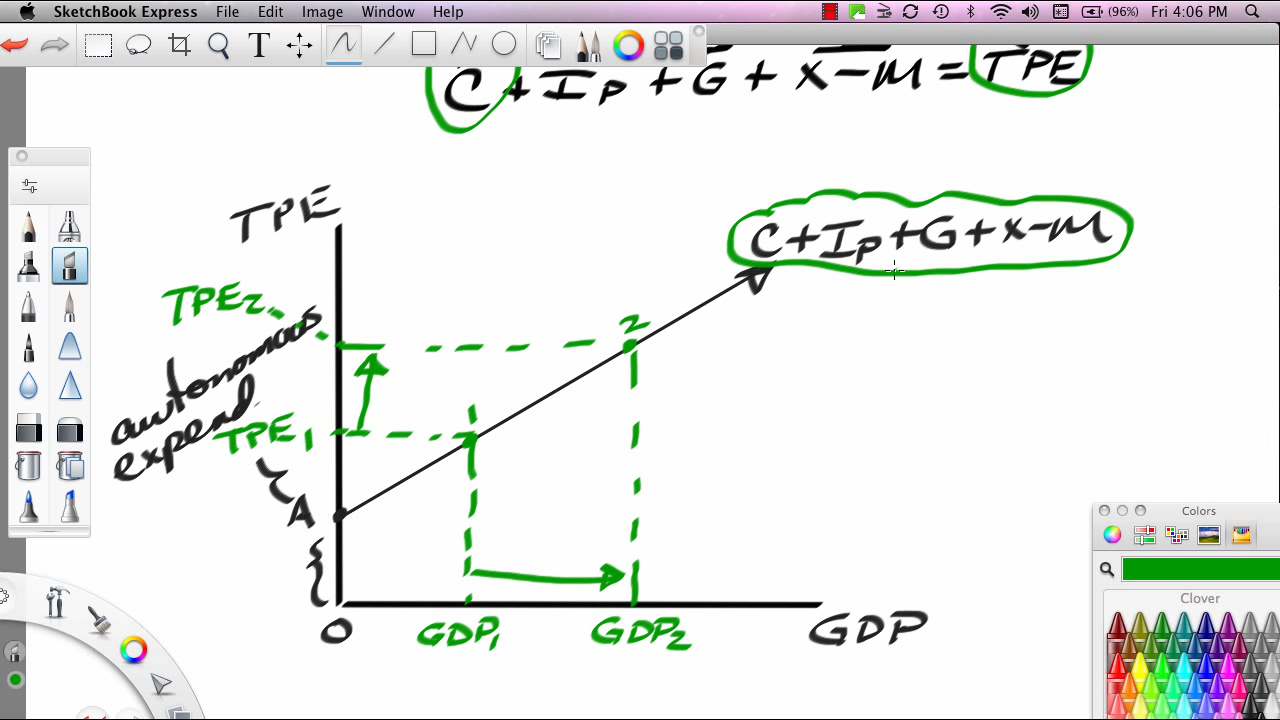 SketchBook Express File Edit Image Window Help (96%) Fri 4:06 PM
T
C + IP + G + X - M = TPE
TPE
C + IP + G + X - M
TPE2
2
autonomous
expend.
TPE1
A
Colors
Clover
O GDP1 GDP2 GDP